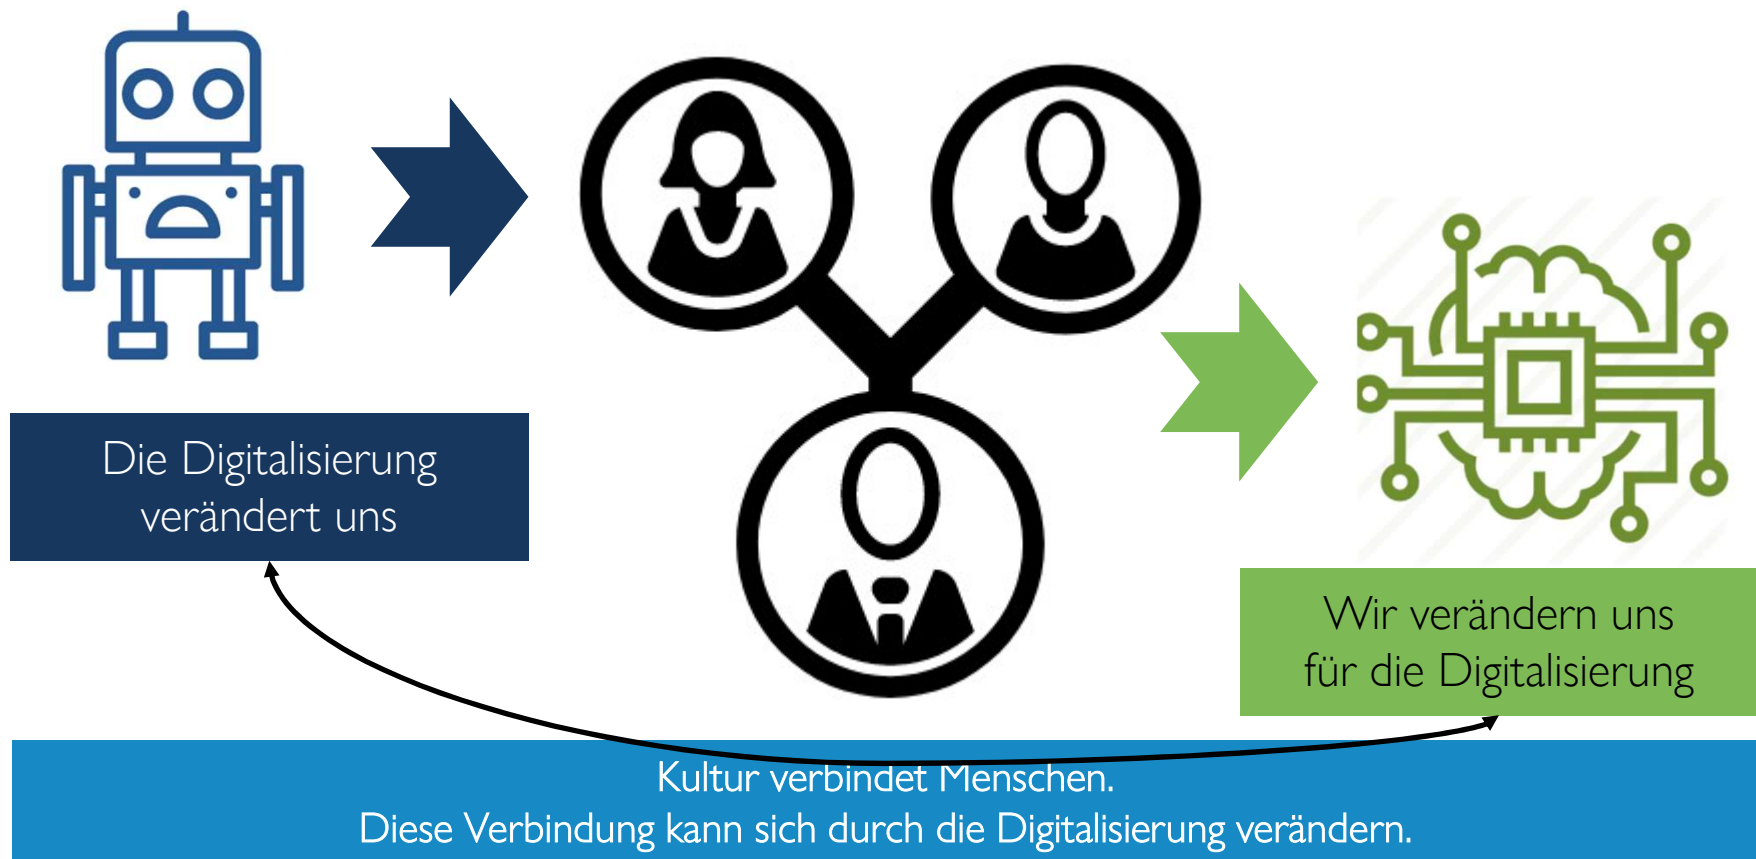 Die Digitalisierung
verändert uns
Wir verändern uns
für die Digitalisierung
Kultur verbindet Menschen.
Diese Verbindung kann sich durch die Digitalisierung verändern.